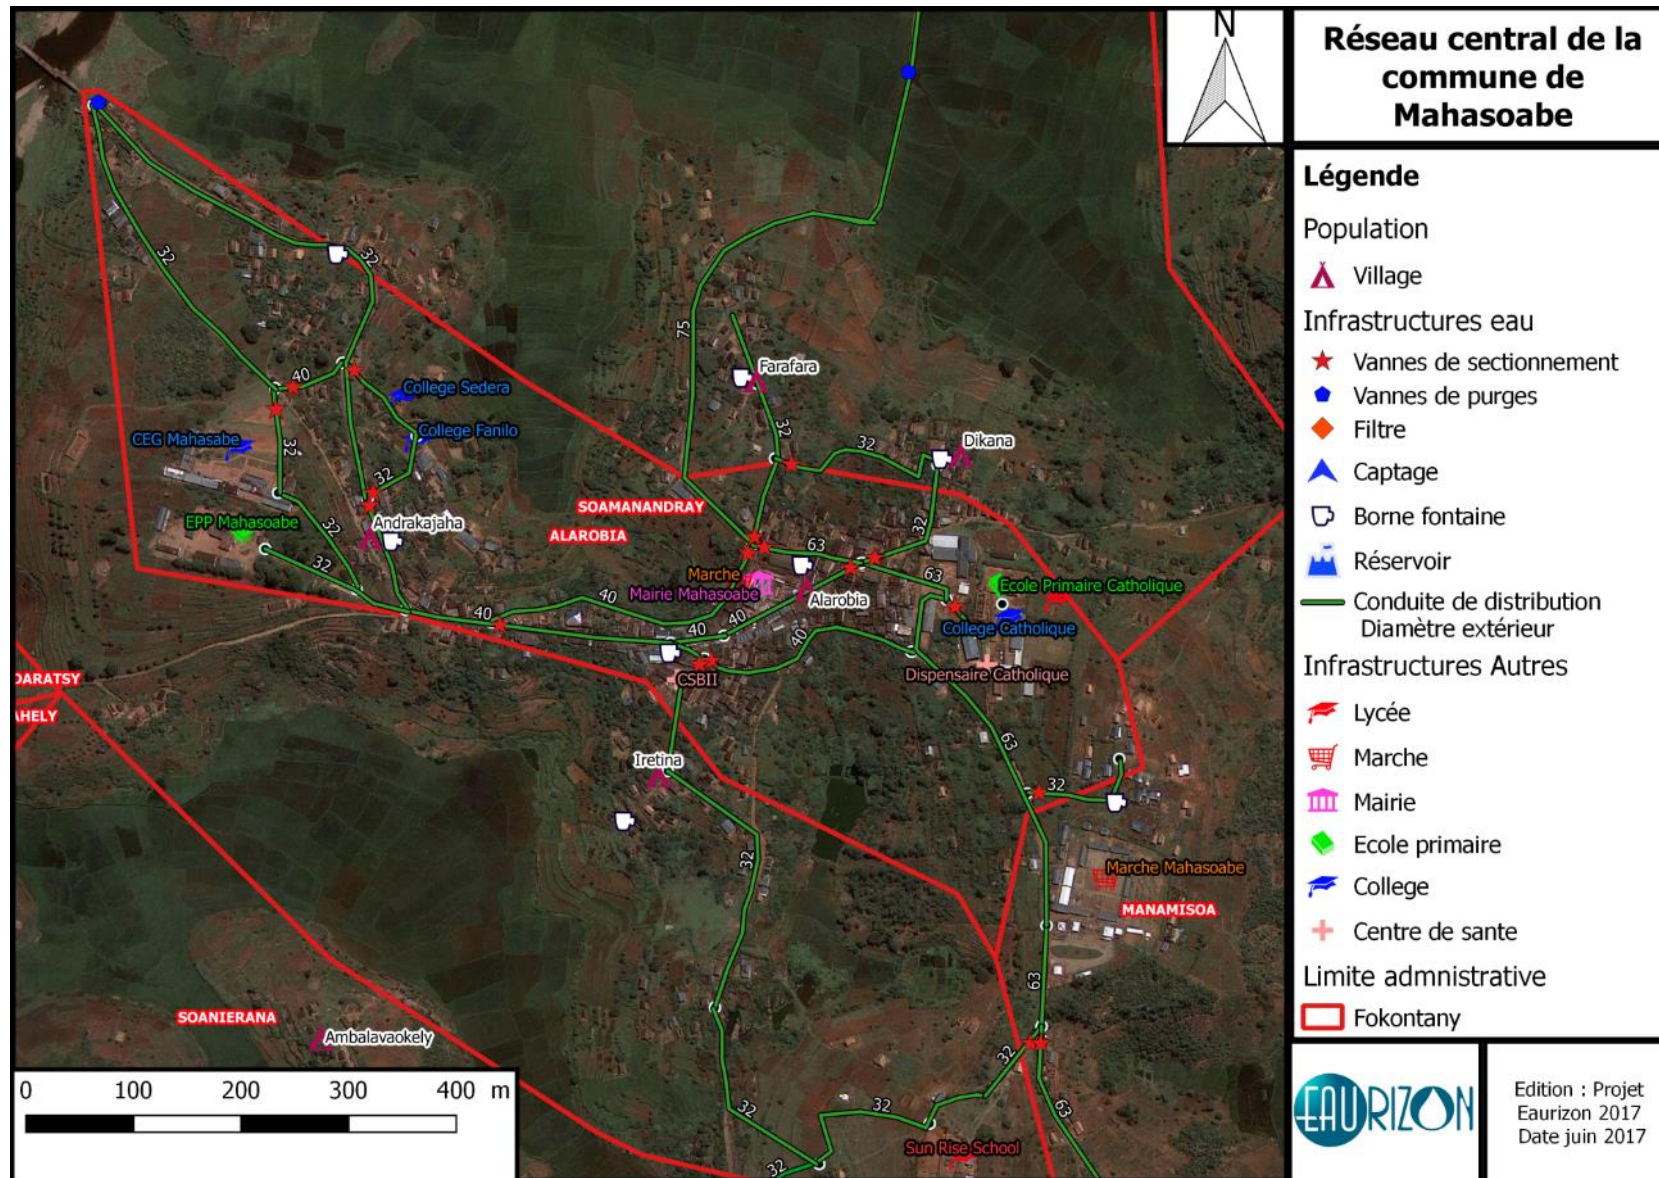 N
Réseau central de la
commune de
Mahasoabe
Légende
Population
Village
Infrastructures eau
Vannes de sectionnement
Vannes de purges
Filtre
Captage
Borne fontaine
Réservoir
Conduite de distribution
Diamètre extérieur
Infrastructures Autres
Lycée
Marche
Mairie
Ecole primaire
College
Centre de sante
Limite admnistrative
Fokontany
EAURIZON
Edition : Projet
Eaurizon 2017
Date juin 2017
32
32
75
Farafara
40
College Sedera
CEG Mahasabe
College Fanilo
32
32
32
32
Dikana
32
SOAMANANDRAY
EPP Mahasoabe
Andrakajaha
ALAROBIA
32
32
63
32
63
Marche
Mairie Mahasoabe
Alarobia
Ecole Primaire Catholique
40
40
40
40
40
College Catholique
CSBII
Dispensaire Catholique
DARATSY
AHELY
63
Iretina
32
32
Marche Mahasoabe
MANAMISOA
63
SOANIERANA
Ambalavaokely
32
63
32
32
Sun Rise School
32
0 100 200 300 400 m